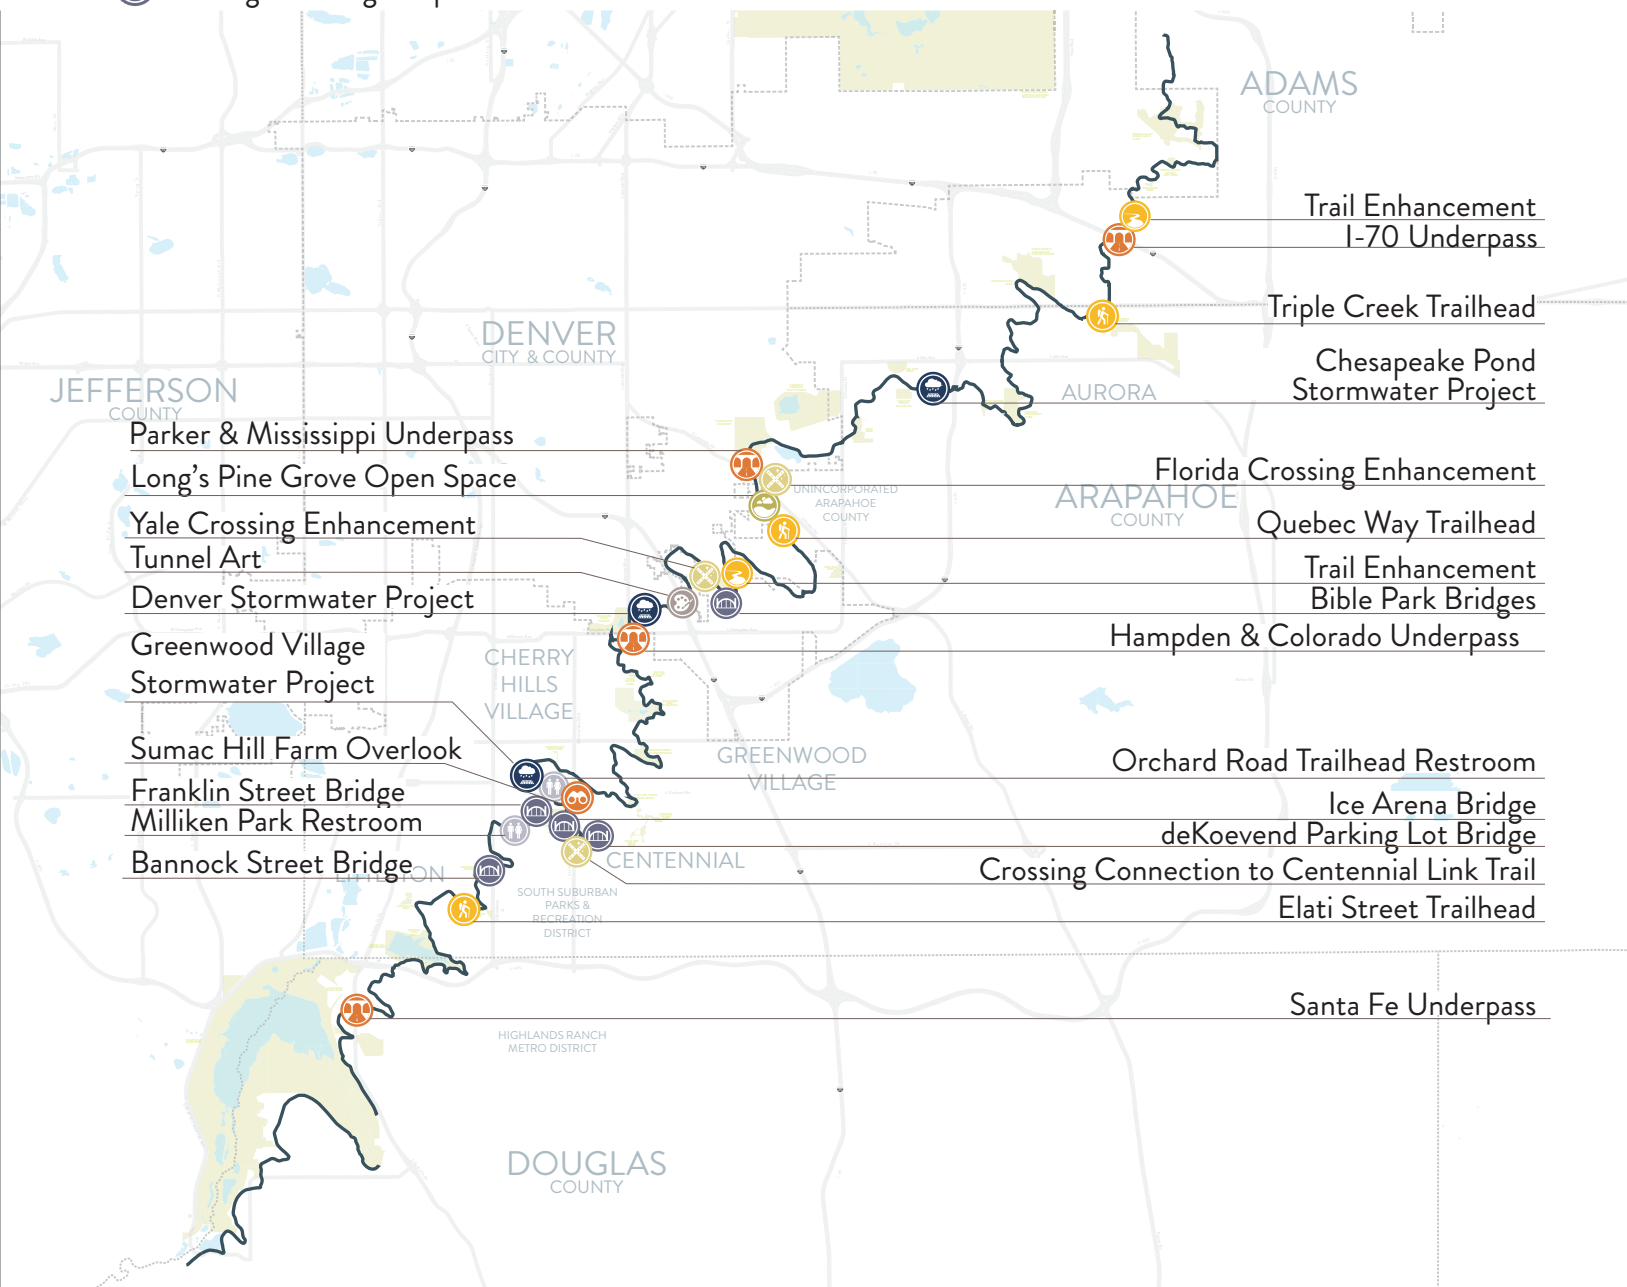 ADAMS
COUNTY
Trail Enhancement
I-70 Underpass
Triple Creek Trailhead
DENVER
CITY & COUNTY
Chesapeake Pond
Stormwater Project
JEFFERSON
COUNTY
AURORA
Parker & Mississippi Underpass
Long's Pine Grove Open Space
Florida Crossing Enhancement
UNINCORPORATED
ARAPAHOE
COUNTY
ARAPAHOE
COUNTY
Yale Crossing Enhancement
Quebec Way Trailhead
Tunnel Art
Trail Enhancement
Denver Stormwater Project
Bible Park Bridges
Greenwood Village
Stormwater Project
Hampden & Colorado Underpass
CHERRY
HILLS
VILLAGE
Sumac Hill Farm Overlook
GREENWOOD
VILLAGE
Orchard Road Trailhead Restroom
Franklin Street Bridge
Ice Arena Bridge
Milliken Park Restroom
deKoevend Parking Lot Bridge
Bannock Street Bridge
CENTENNIAL
Crossing Connection to Centennial Link Trail
LITTLETON
SOUTH SUBURBAN
PARKS &
RECREATION
DISTRICT
Elati Street Trailhead
Santa Fe Underpass
HIGHLANDS RANCH
METRO DISTRICT
DOUGLAS
COUNTY